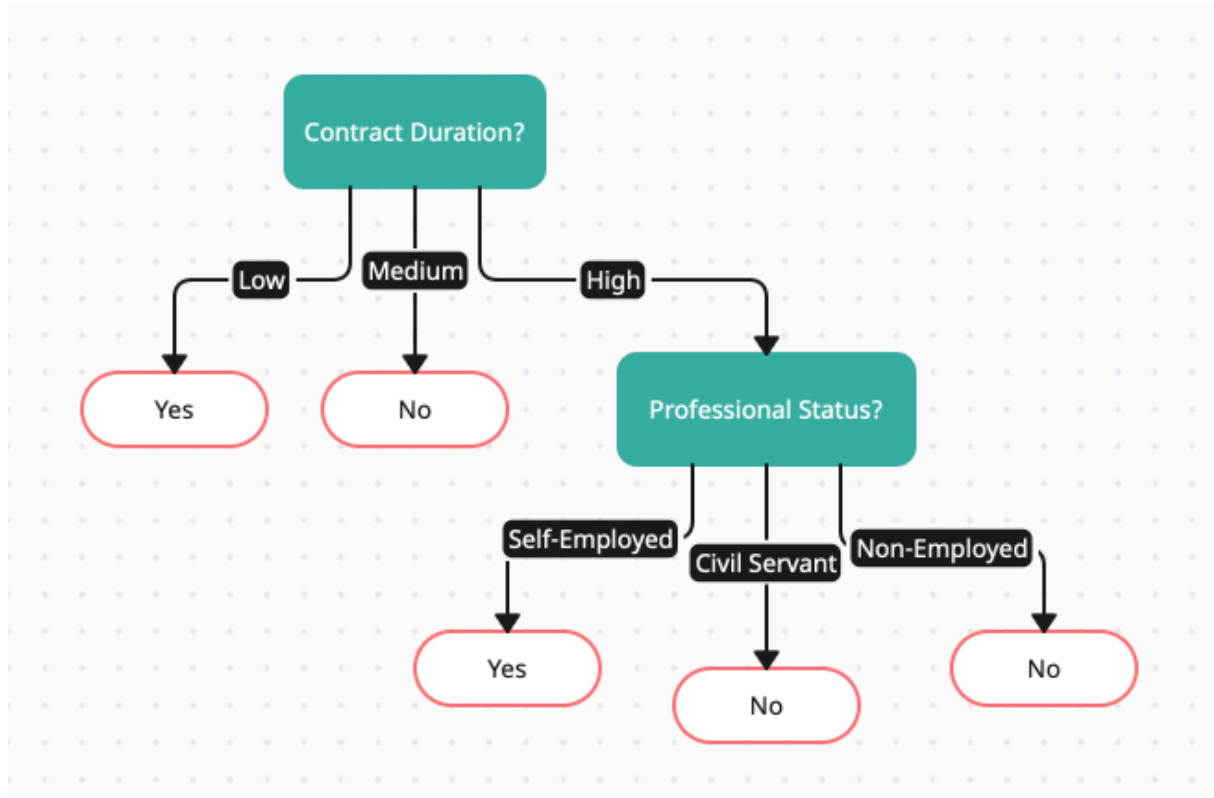 Contract Duration?
Low
Medium
High
Yes
No
Professional Status?
Self-Employed
Civil Servant
Non-Employed
Yes
No
No